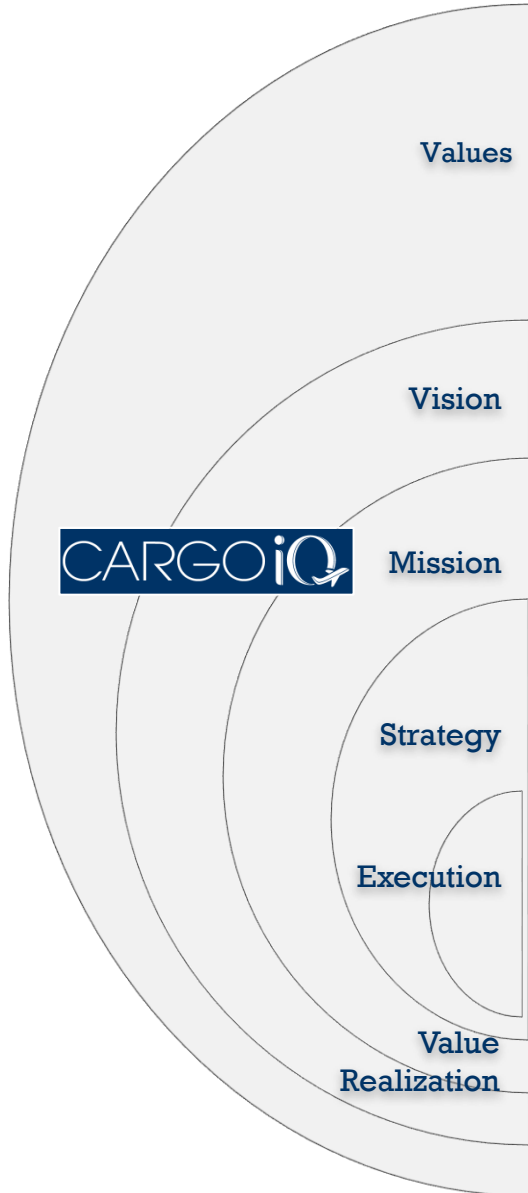 Values
Vision
CARGO iQ
Mission
Strategy
Execution
Value
Realization